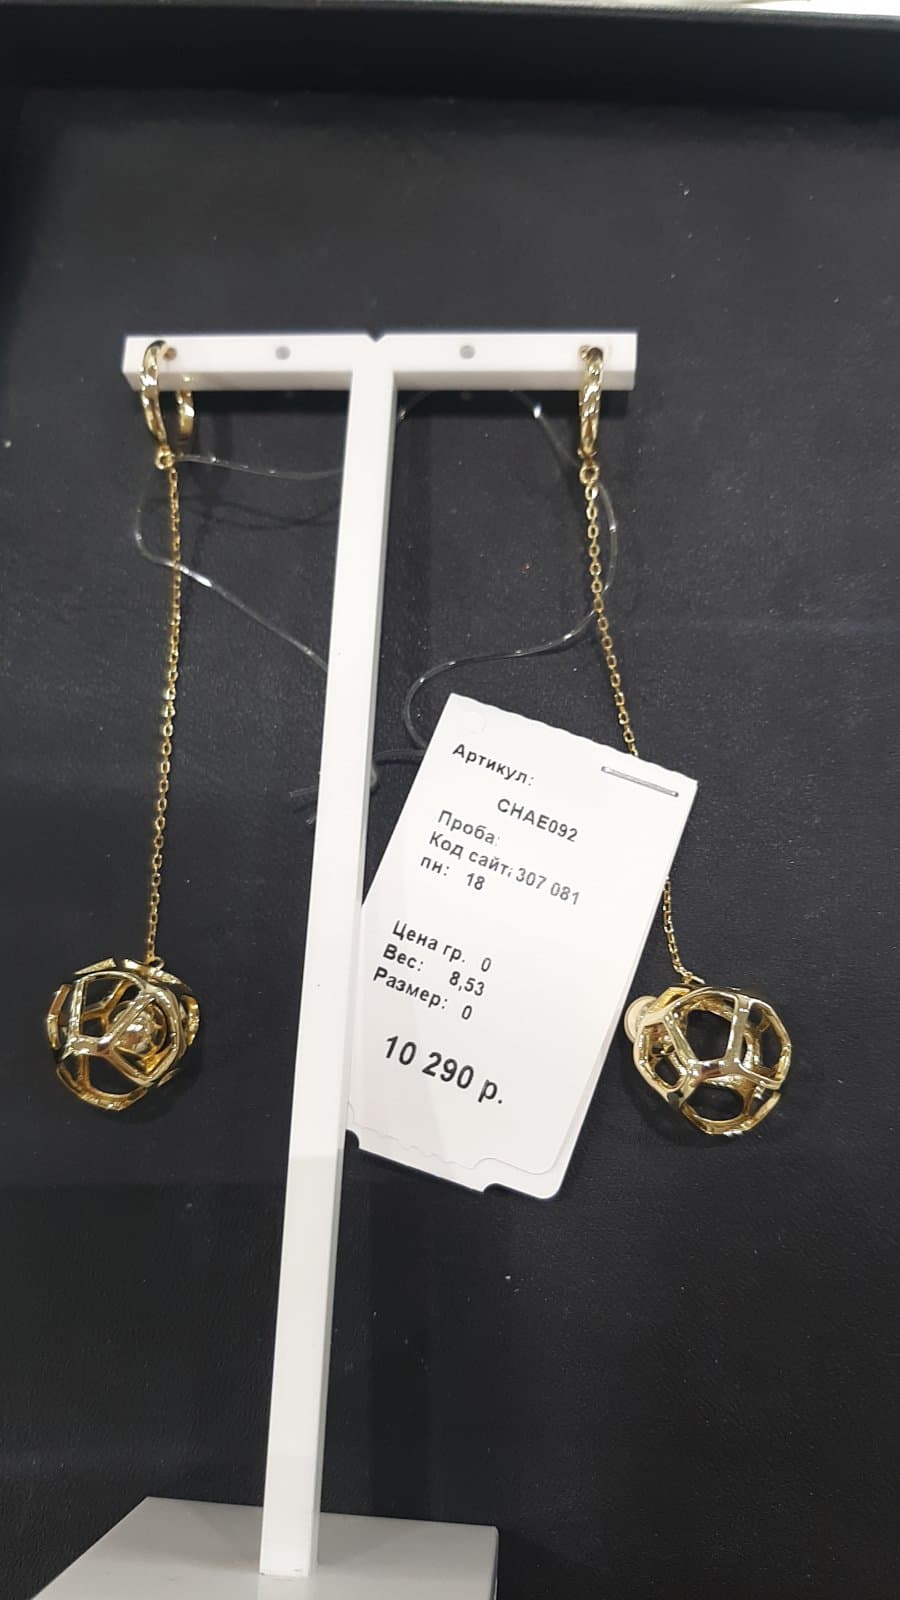 Артикул:
CHAE092
Проба:
Код сайт: 307 081
пн: 18
Цена гр. 0
Вес: 8,53
Размер: 0
10 290 р.